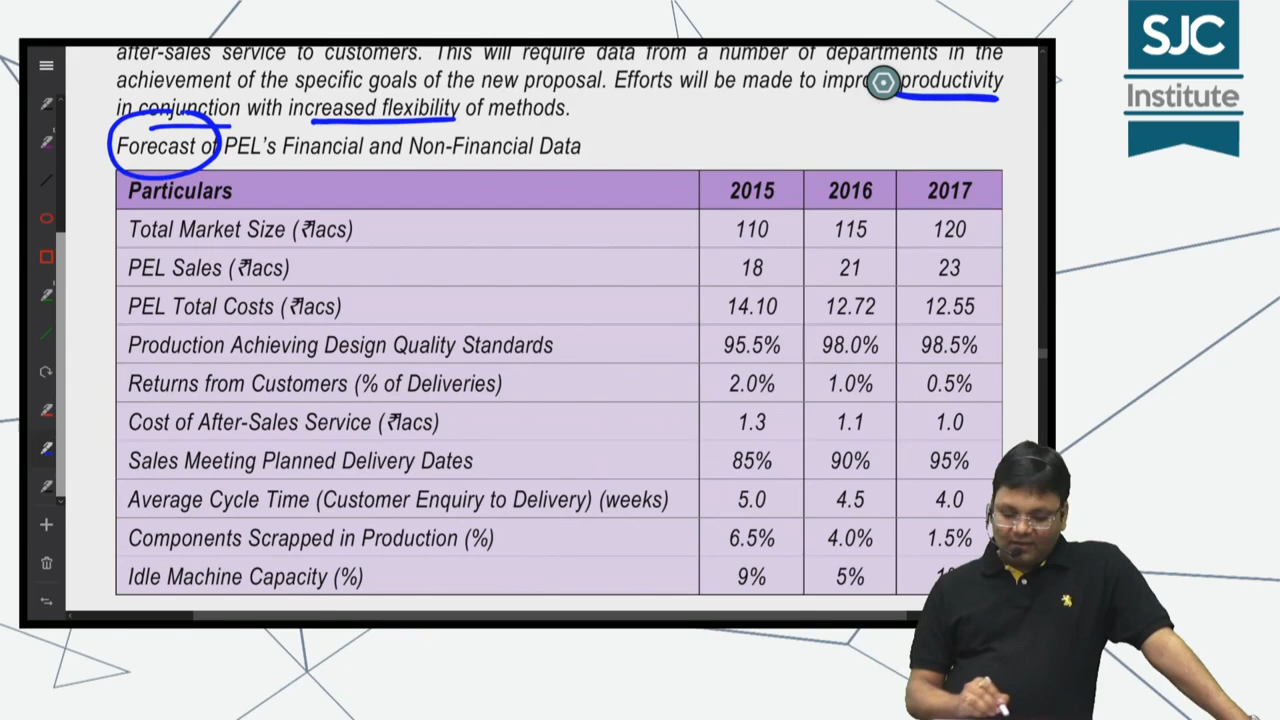 SJC
Institute
after-sales service to customers. This will require data from a number of departments in the
achievement of the specific goals of the new proposal. Efforts will be made to productivity
in conjunction with increased flexibility of methods.
Forecast of PEL's Financial and Non-Financial Data
Particulars 2015 2016 2017
Total Market Size (₹lacs) 110 115 120
PEL Sales (₹lacs) 18 21 23
PEL Total Costs (₹lacs) 14.10 12.72 12.55
Production Achieving Design Quality Standards 95.5% 98.0% 98.5%
Returns from Customers (% of Deliveries) 2.0% 1.0% 0.5%
Cost of After-Sales Service (₹lacs) 1.3 1.1 1.0
Sales Meeting Planned Delivery Dates 85% 90% 95%
Average Cycle Time (Customer Enquiry to Delivery) (weeks) 5.0 4.5 4.0
Components Scrapped in Production (%) 6.5% 4.0% 1.5%
Idle Machine Capacity (%) 9% 5%